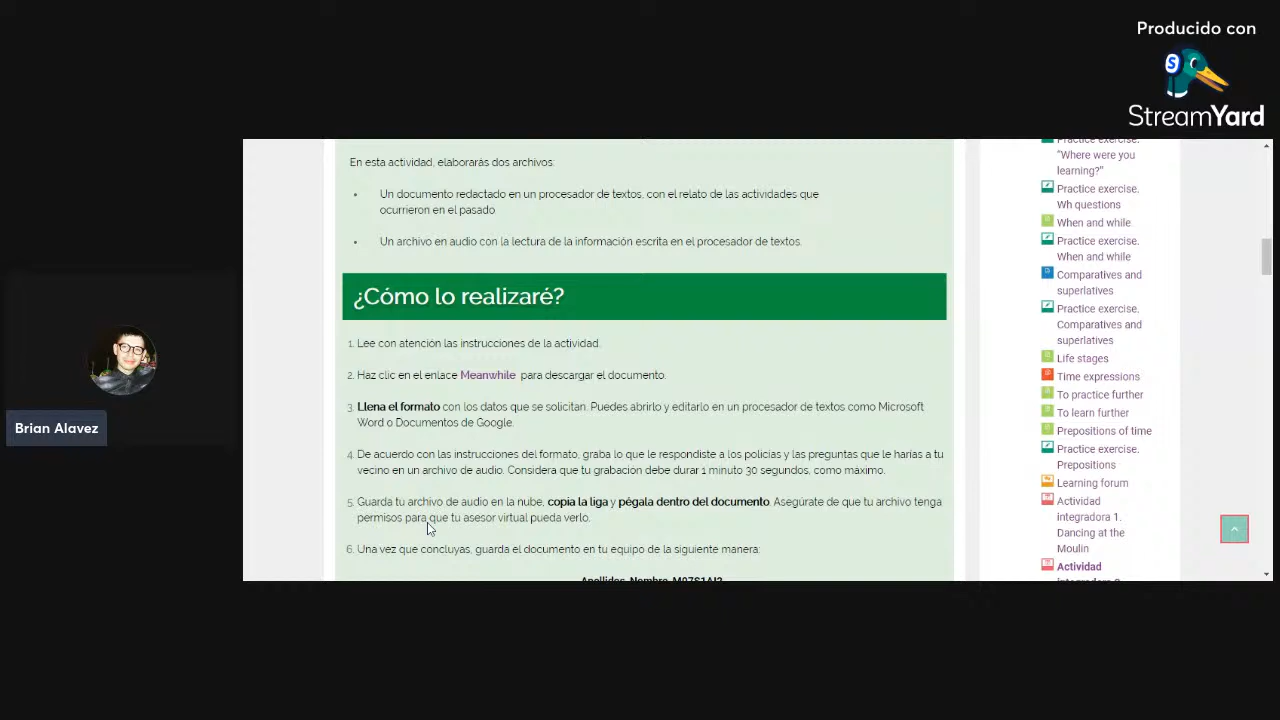 Producido con
StreamYard
En esta actividad, elaborarás dos archivos:
Un documento redactado en un procesador de textos, con el relato de las actividades que
ocurrieron en el pasado
Un archivo en audio con la lectura de la información escrita en el procesador de textos.
¿Cómo lo realizaré?
1. Lee con atención las instrucciones de la actividad.
2. Haz clic en el enlace Meanwhile para descargar el documento.
3. Llena el formato con los datos que se solicitan. Puedes abrirlo y editarlo en un procesador de textos como Microsoft
Word o Documentos de Google.
4. De acuerdo con las instrucciones del formato, graba lo que le respondiste a los policías y las preguntas que le harías a tu
vecino en un archivo de audio. Considera que tu grabación debe durar 1 minuto 30 segundos, como máximo.
5. Guarda tu archivo de audio en la nube, copia la liga y pégala dentro del documento. Asegúrate de que tu archivo tenga
permisos para que tu asesor virtual pueda verlo.
6. Una vez que concluyas, guarda el documento en tu equipo de la siguiente manera:
Apellidos_Nombre_M07S1AI2
Practice exercise.
"Where were you
learning?"
Practice exercise.
Wh questions
When and while
Practice exercise.
When and while
Comparatives and
superlatives
Practice exercise.
Comparatives and
superlatives
Life stages
Time expressions
To practice further
To learn further
Prepositions of time
Practice exercise.
Prepositions
Learning forum
Actividad
integradora 1.
Dancing at the
Moulin
Actividad
integradora 2.
Brian Alavez